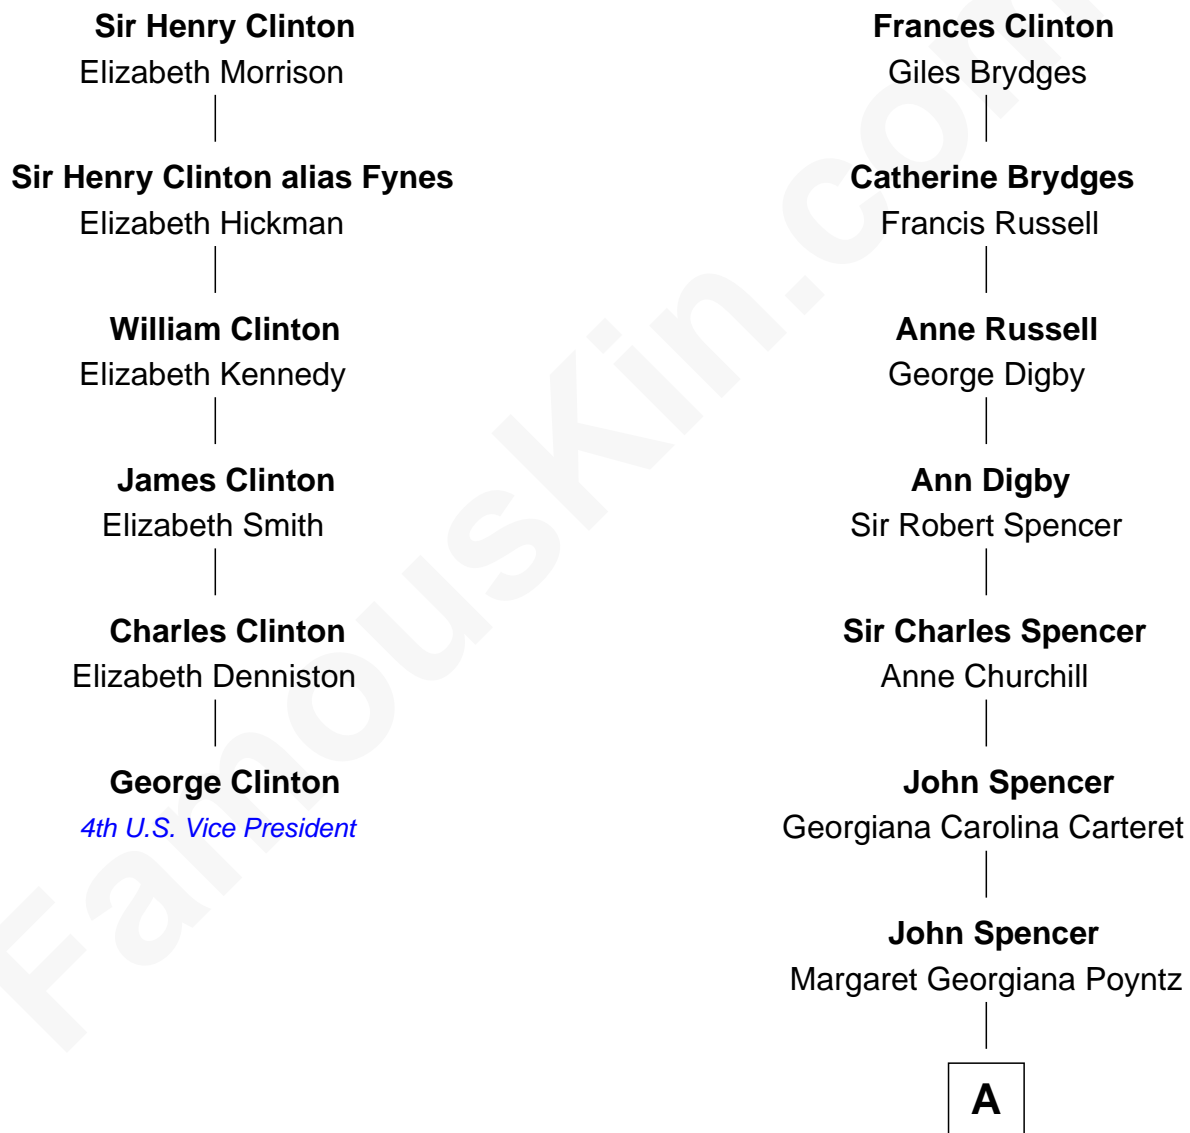 Sir Henry Clinton
Elizabeth Morrison
Sir Henry Clinton alias Fynes
Elizabeth Hickman
William Clinton
Elizabeth Kennedy
James Clinton
Elizabeth Smith
Charles Clinton
Elizabeth Denniston
George Clinton
4th U.S. Vice President
Frances Clinton
Giles Brydges
Catherine Brydges
Francis Russell
Anne Russell
George Digby
Ann Digby
Sir Robert Spencer
Sir Charles Spencer
Anne Churchill
John Spencer
Georgiana Carolina Carteret
John Spencer
Margaret Georgiana Poyntz
A
FamousKin.com